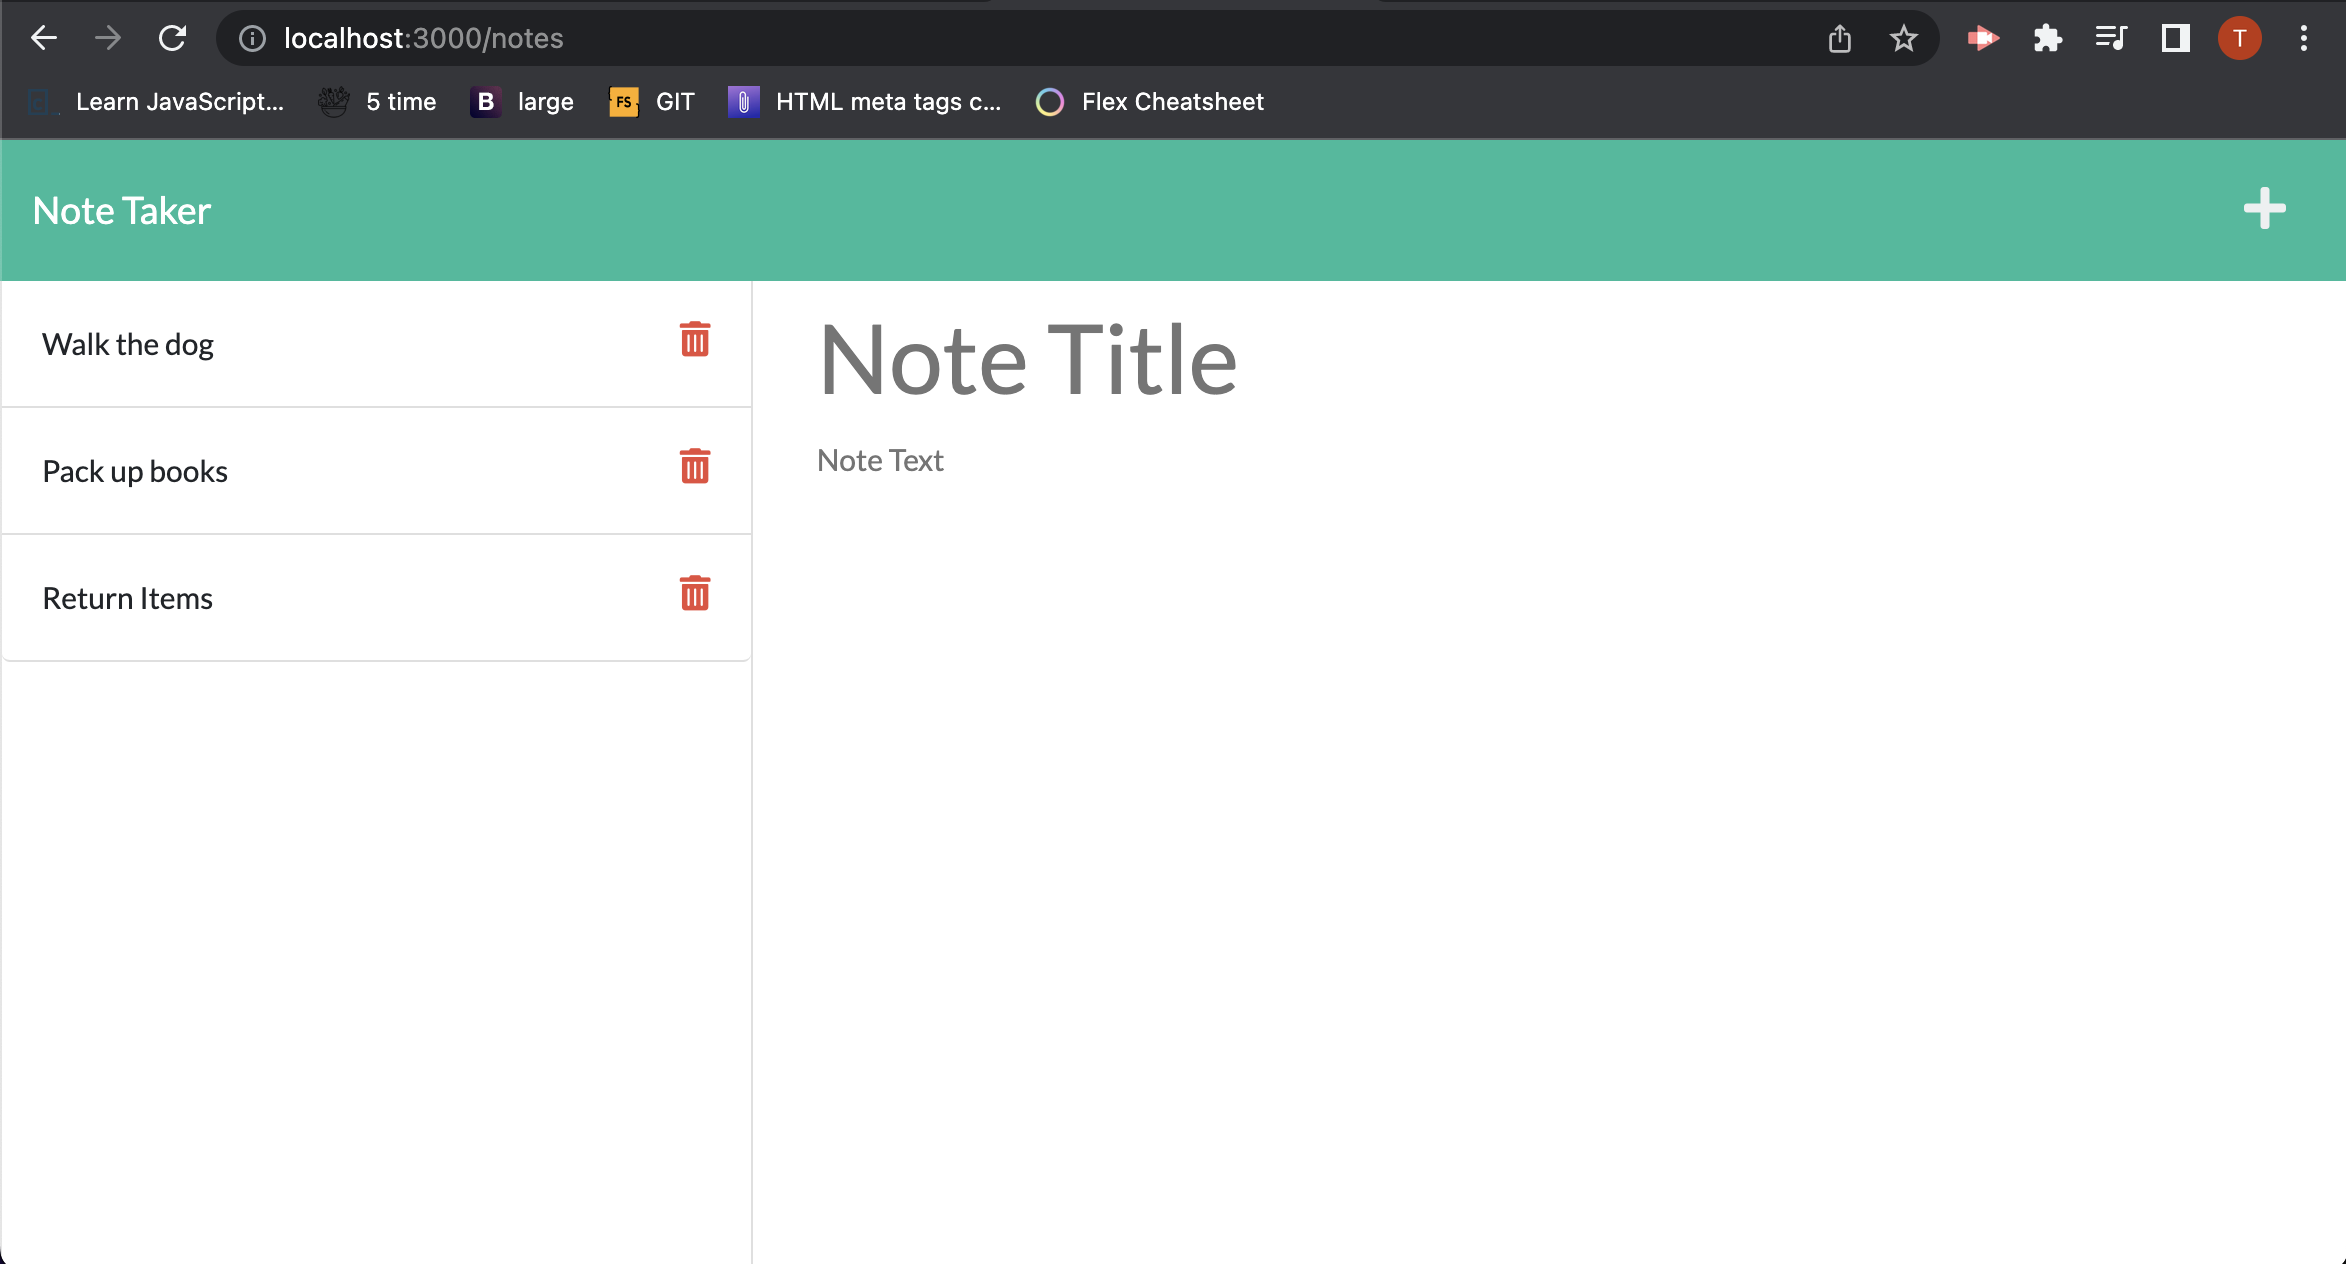 localhost:3000/notes
T
Learn JavaScript... 5 time B large FS GIT HTML meta tags c... Flex Cheatsheet
Note Taker
Walk the dog
Pack up books
Return Items
Note Title
Note Text